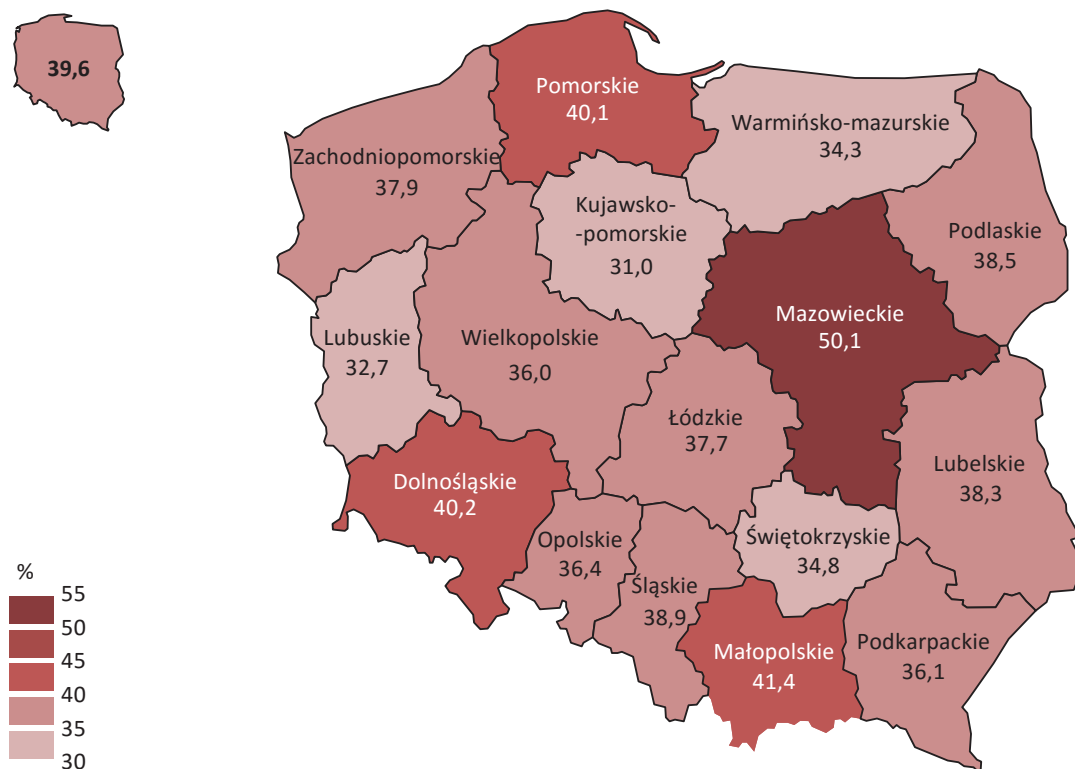 39,6
Pomorskie
40,1
Warmińsko-mazurskie
34,3
Zachodniopomorskie
37,9
Kujawsko-
-pomorskie
31,0
Podlaskie
38,5
Mazowieckie
50,1
Lubuskie
32,7
Wielkopolskie
36,0
Łódzkie
37,7
Lubelskie
38,3
Dolnośląskie
40,2
Opolskie
36,4
Świętokrzyskie
34,8
Śląskie
38,9
Małopolskie
41,4
Podkarpackie
36,1
%
55
50
45
40
35
30